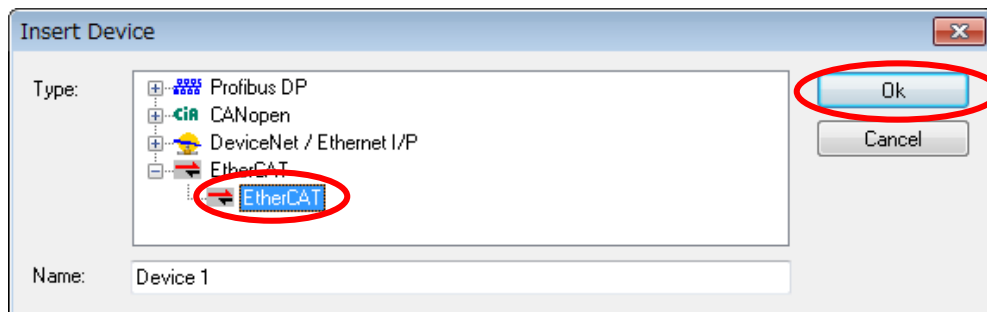 Insert Device
Type:
Profibus DP
CiA CANopen
DeviceNet / Ethernet I/P
EtherCAT
EtherCAT
Ok
Cancel
Name:
Device 1